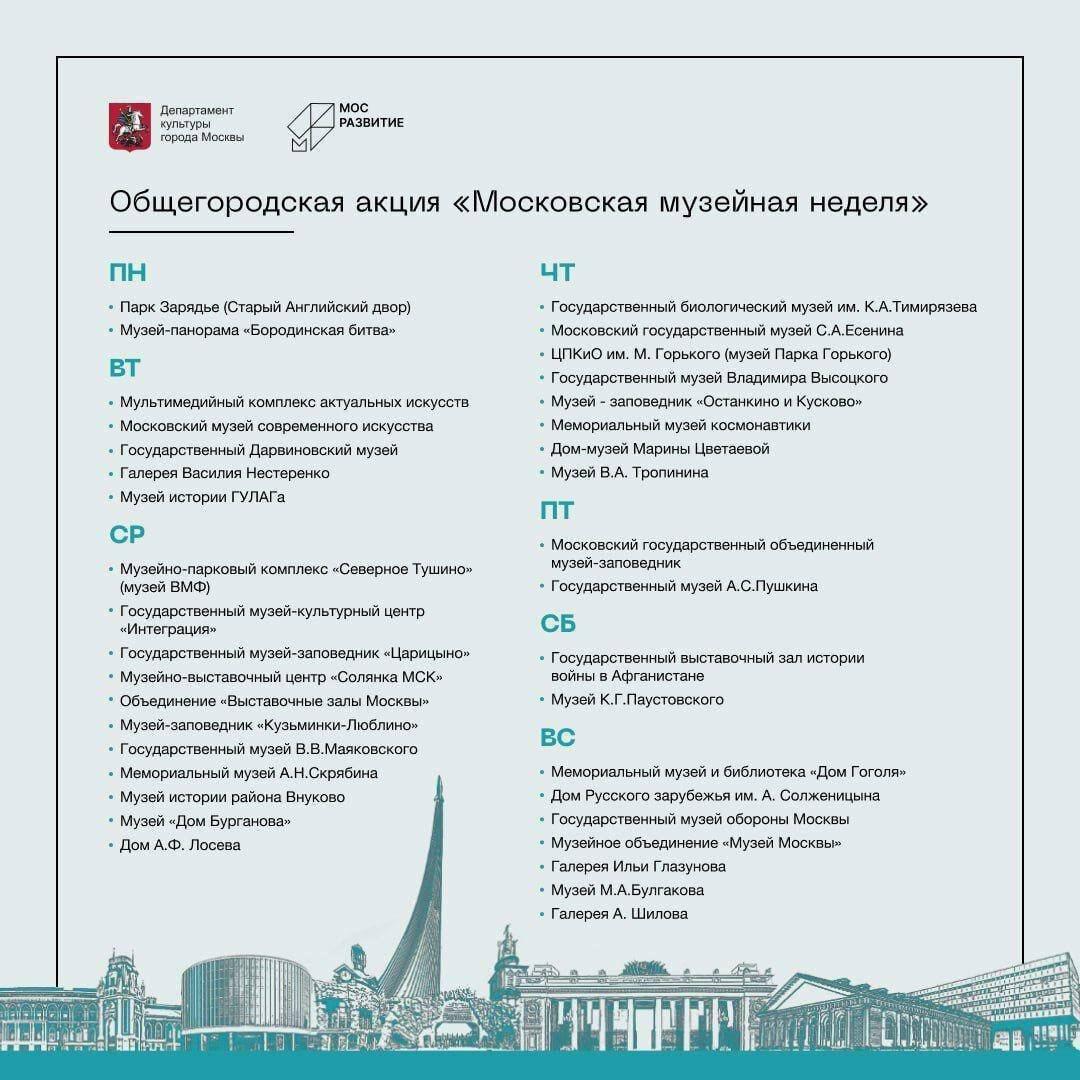 Департамент
культуры
города Москвы
МОС
РАЗВИТИЕ
Общегородская акция «Московская музейная неделя»
ПН
• Парк Зарядье (Старый Английский двор)
• Музей-панорама «Бородинская битва»
ВТ
• Мультимедийный комплекс актуальных искусств
• Московский музей современного искусства
• Государственный Дарвиновский музей
• Галерея Василия Нестеренко
• Музей истории ГУЛАГа
СР
• Музейно-парковый комплекс «Северное Тушино»
(музей ВМФ)
• Государственный музей-культурный центр
«Интеграция»
• Государственный музей-заповедник «Царицыно»
• Музейно-выставочный центр «Солянка МСК»
• Объединение «Выставочные залы Москвы»
• Музей-заповедник «Кузьминки-Люблино»
• Государственный музей В.В.Маяковского
• Мемориальный музей А.Н.Скрябина
• Музей истории района Внуково
• Музей «Дом Бурганова»
• Дом А.Ф. Лосева
ЧТ
• Государственный биологический музей им. К.А.Тимирязева
• Московский государственный музей С.А.Есенина
• ЦПКиО им. М. Горького (музей Парка Горького)
• Государственный музей Владимира Высоцкого
• Музей - заповедник «Останкино и Кусково»
• Мемориальный музей космонавтики
• Дом-музей Марины Цветаевой
• Музей В.А. Тропинина
ПТ
• Московский государственный объединенный
музей-заповедник
• Государственный музей А.С.Пушкина
СБ
• Государственный выставочный зал истории
войны в Афганистане
• Музей К.Г.Паустовского
ВС
• Мемориальный музей и библиотека «Дом Гоголя»
• Дом Русского зарубежья им. А. Солженицына
• Государственный музей обороны Москвы
• Музейное объединение «Музей Москвы»
• Галерея Ильи Глазунова
• Музей М.А.Булгакова
• Галерея А. Шилова